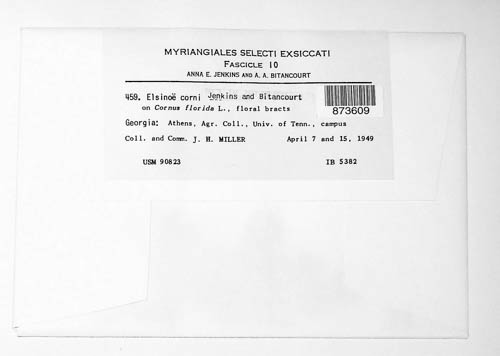 MYRIANGIALES SELECTI EXSICCATI
FASCICLE 10
ANNA E. JENKINS AND A. A. BITANCOURT
459. Elsinoë corni Jenkins and Bitancourt
on Cornus florida L., floral bracts
873609
Georgia: Athens, Agr. Coll., Univ. of Tenn., campus
Coll. and Comm. J. H. MILLER April 7 and 15, 1949
USM 90823 IB 5382